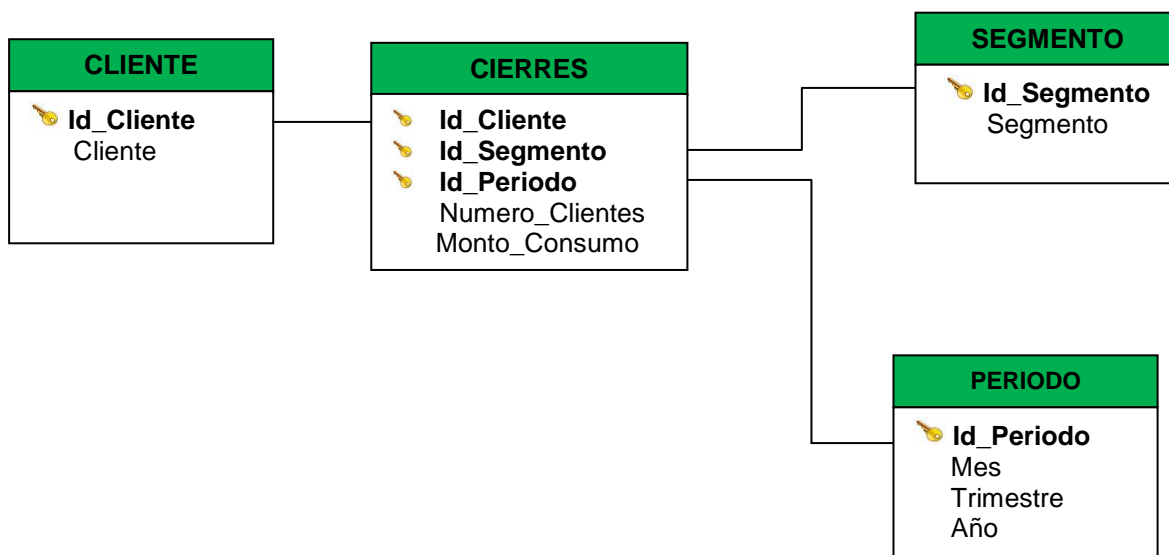 CLIENTE
Id_Cliente
Cliente
CIERRES
Id_Cliente
Id_Segmento
Id_Periodo
Numero_Clientes
Monto_Consumo
SEGMENTO
Id_Segmento
Segmento
PERIODO
Id_Periodo
Mes
Trimestre
Año